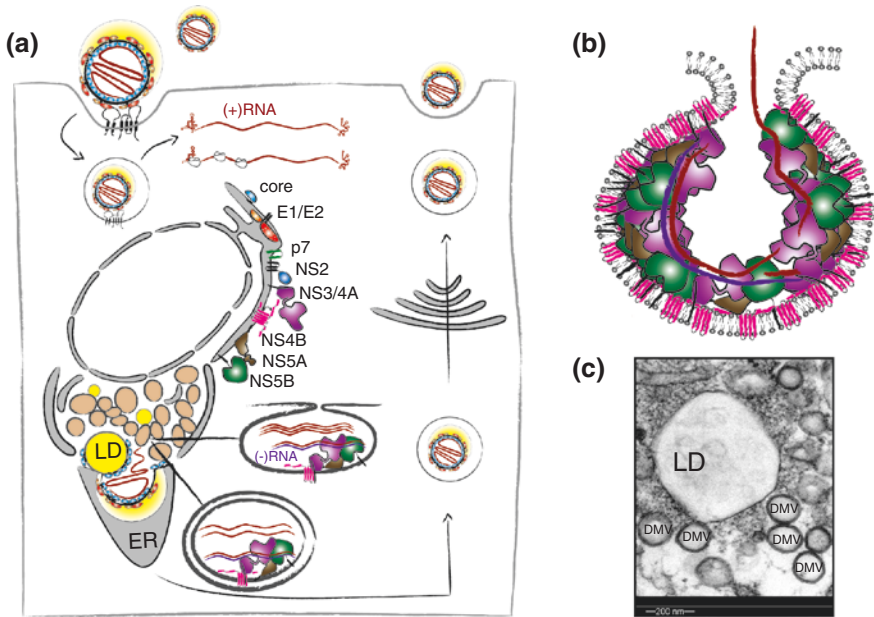 (a)
(+)RNA
core
E1/E2
p7
NS2
NS3/4A
NS4B
NS5A
NS5B
LD
(-)RNA
ER
(b)
(c)
LD
DMV
DMV
DMV
DMV
DMV
200 nm